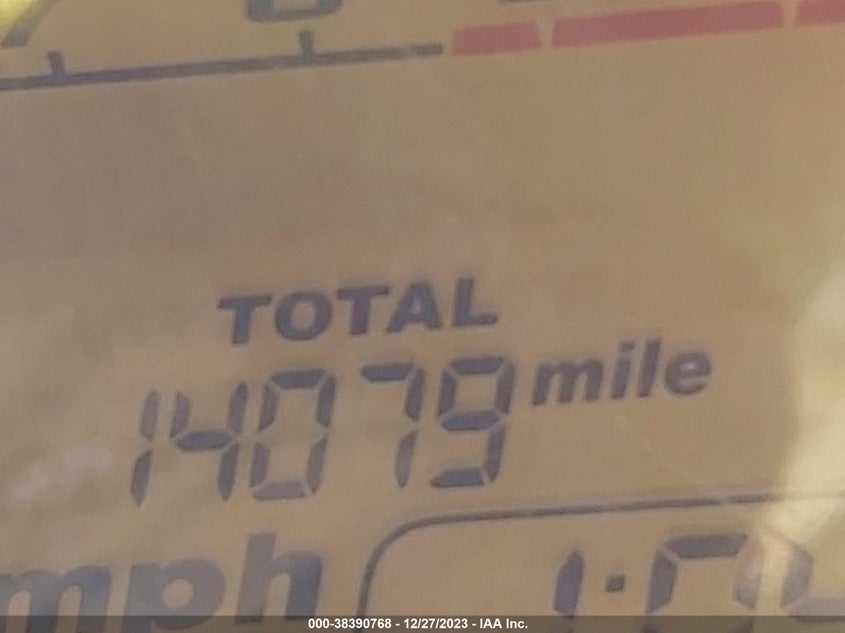 TOTAL
14079 mile
mph
000-38390768 - 12/27/2023 - IAA Inc.